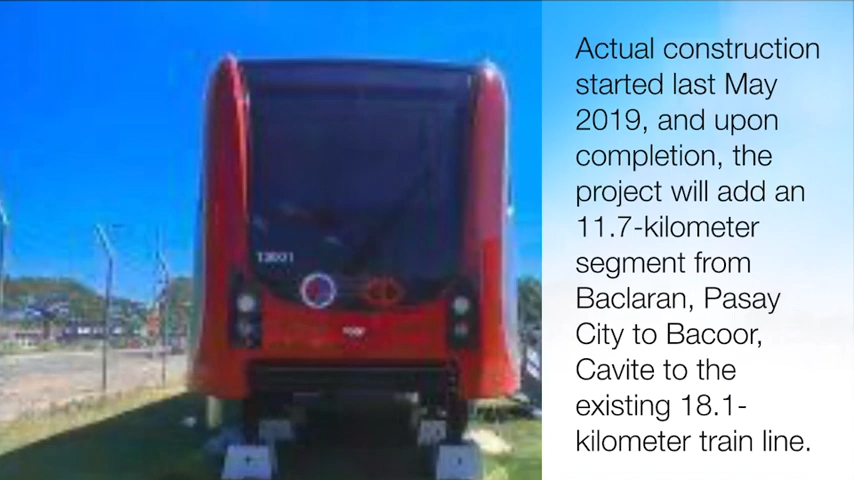 13001
Actual construction
started last May
2019, and upon
completion, the
project will add an
11.7-kilometer
segment from
Baclaran, Pasay
City to Bacoor,
Cavite to the
existing 18.1-
kilometer train line.